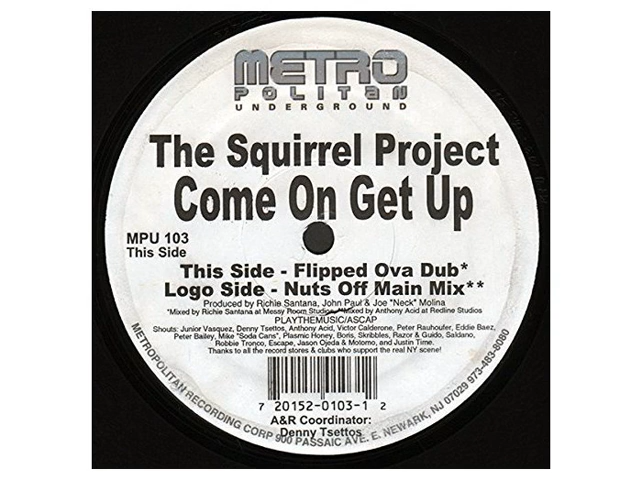 METRO
POLITAN
UNDERGROUND
The Squirrel Project
Come On Get Up
MPU 103
This Side
This Side - Flipped Ova Dub*
Logo Side - Nuts Off Main Mix**
Produced by Richie Santana, John Paul & Joe "Neck" Molina
*Mixed by Richie Santana at Messy Room Studios, **Mixed by Anthony Acid at Redline Studios
PLAYTHEMUSIC/ASCAP
Shouts: Junior Vasquez, Denny Tsettos, Anthony Acid, Victor Calderone, Peter Rauhoufer, Eddie Baez,
Peter Bailey, Mike "Soda Cans", Plasmic Honey, Boris, Skribbles, Razor & Guido, Saldano,
Robbie Tronco, Escape, Jason Ojeda & Motomo, and Justin Time.
Thanks to all the record stores & clubs who support the real NY scene!
7 20152-0103-1 2
A&R Coordinator:
Denny Tsettos
METROPOLITAN RECORDING CORP 900 PASSAIC AVE. E. NEWARK, NJ 07029 973-483-8080